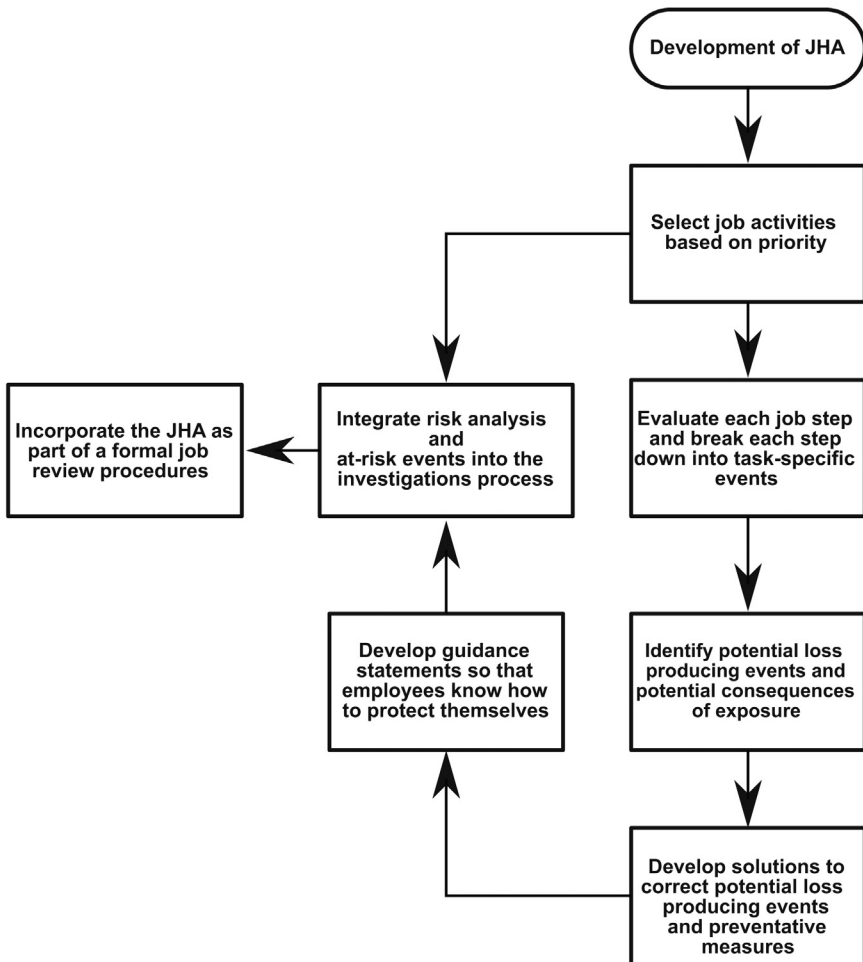 Development of JHA
Select job activities
based on priority
Evaluate each job step
and break each step
down into task-specific
events
Identify potential loss
producing events and
potential consequences
of exposure
Develop solutions to
correct potential loss
producing events
and preventative
measures
Develop guidance
statements so that
employees know how
to protect themselves
Integrate risk analysis
and
at-risk events into the
investigations process
Incorporate the JHA as
part of a formal job
review procedures